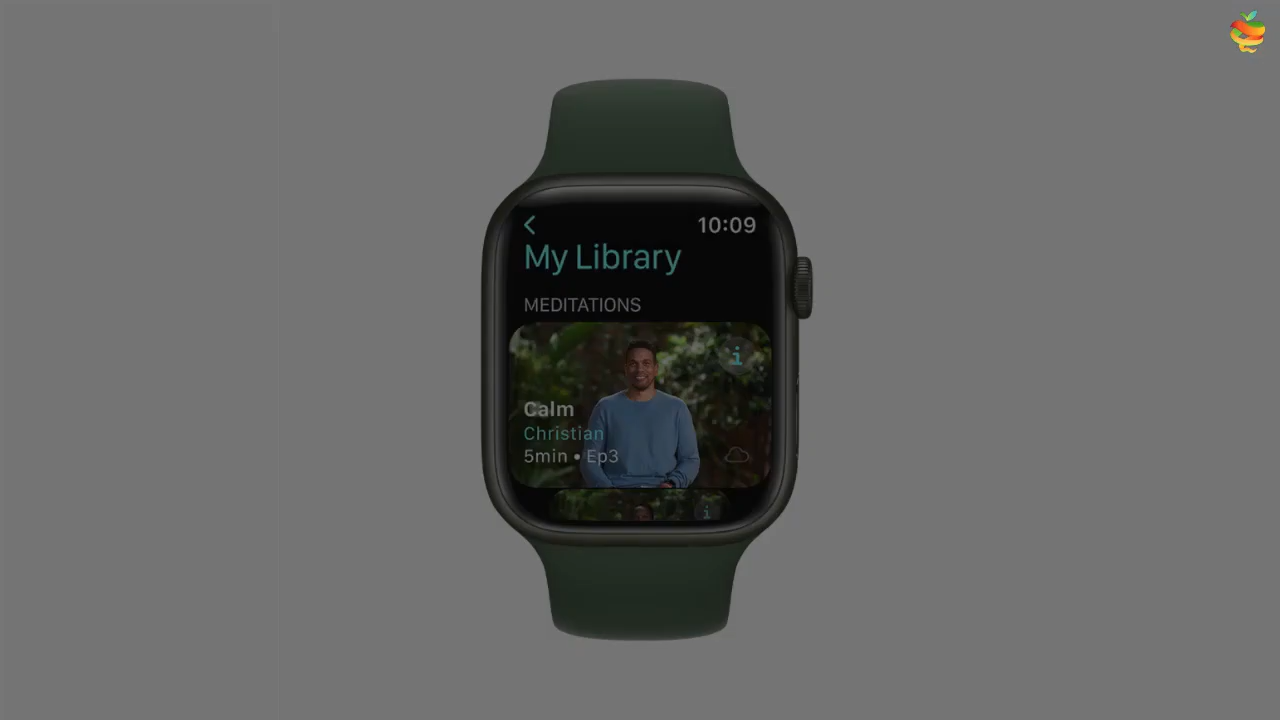 10:09
My Library
MEDITATIONS
i
Calm
Christian
5min • Ep3
i